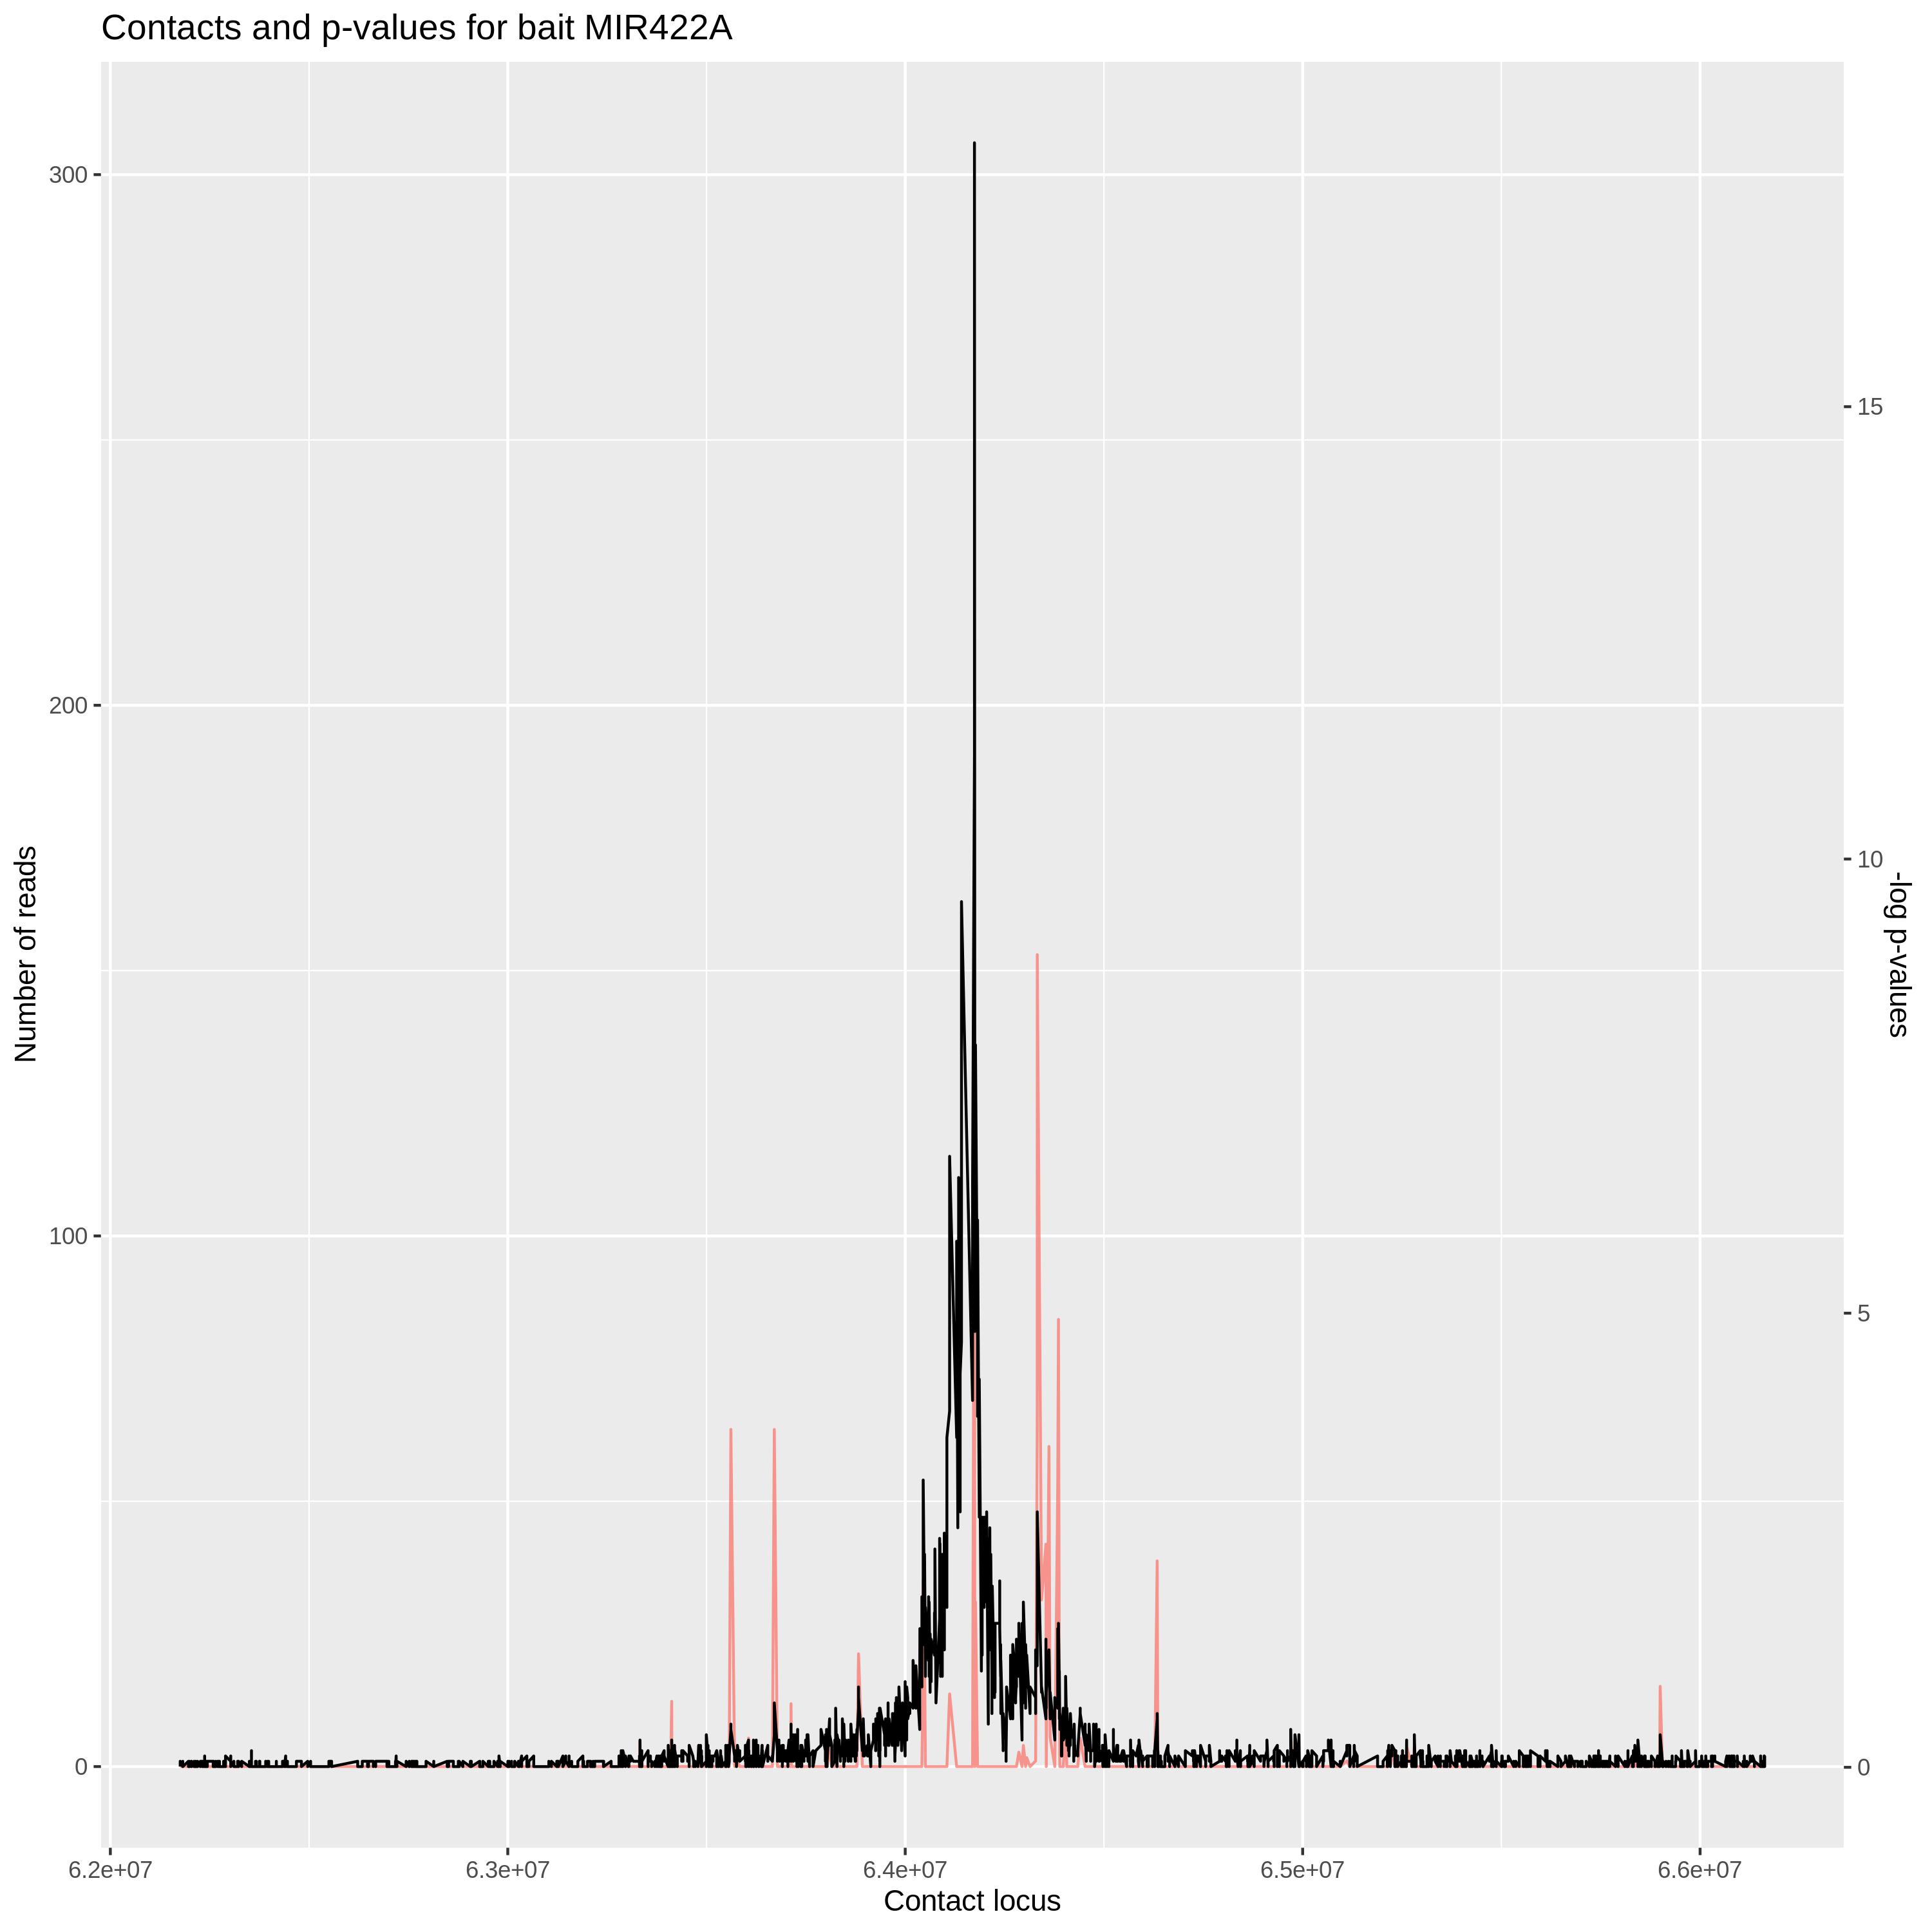 Contacts and p-values for bait MIR422A
300
200
100
0
15
10
5
0
Number of reads
-log p-values
6.2e+07 6.3e+07 6.4e+07 6.5e+07 6.6e+07
Contact locus